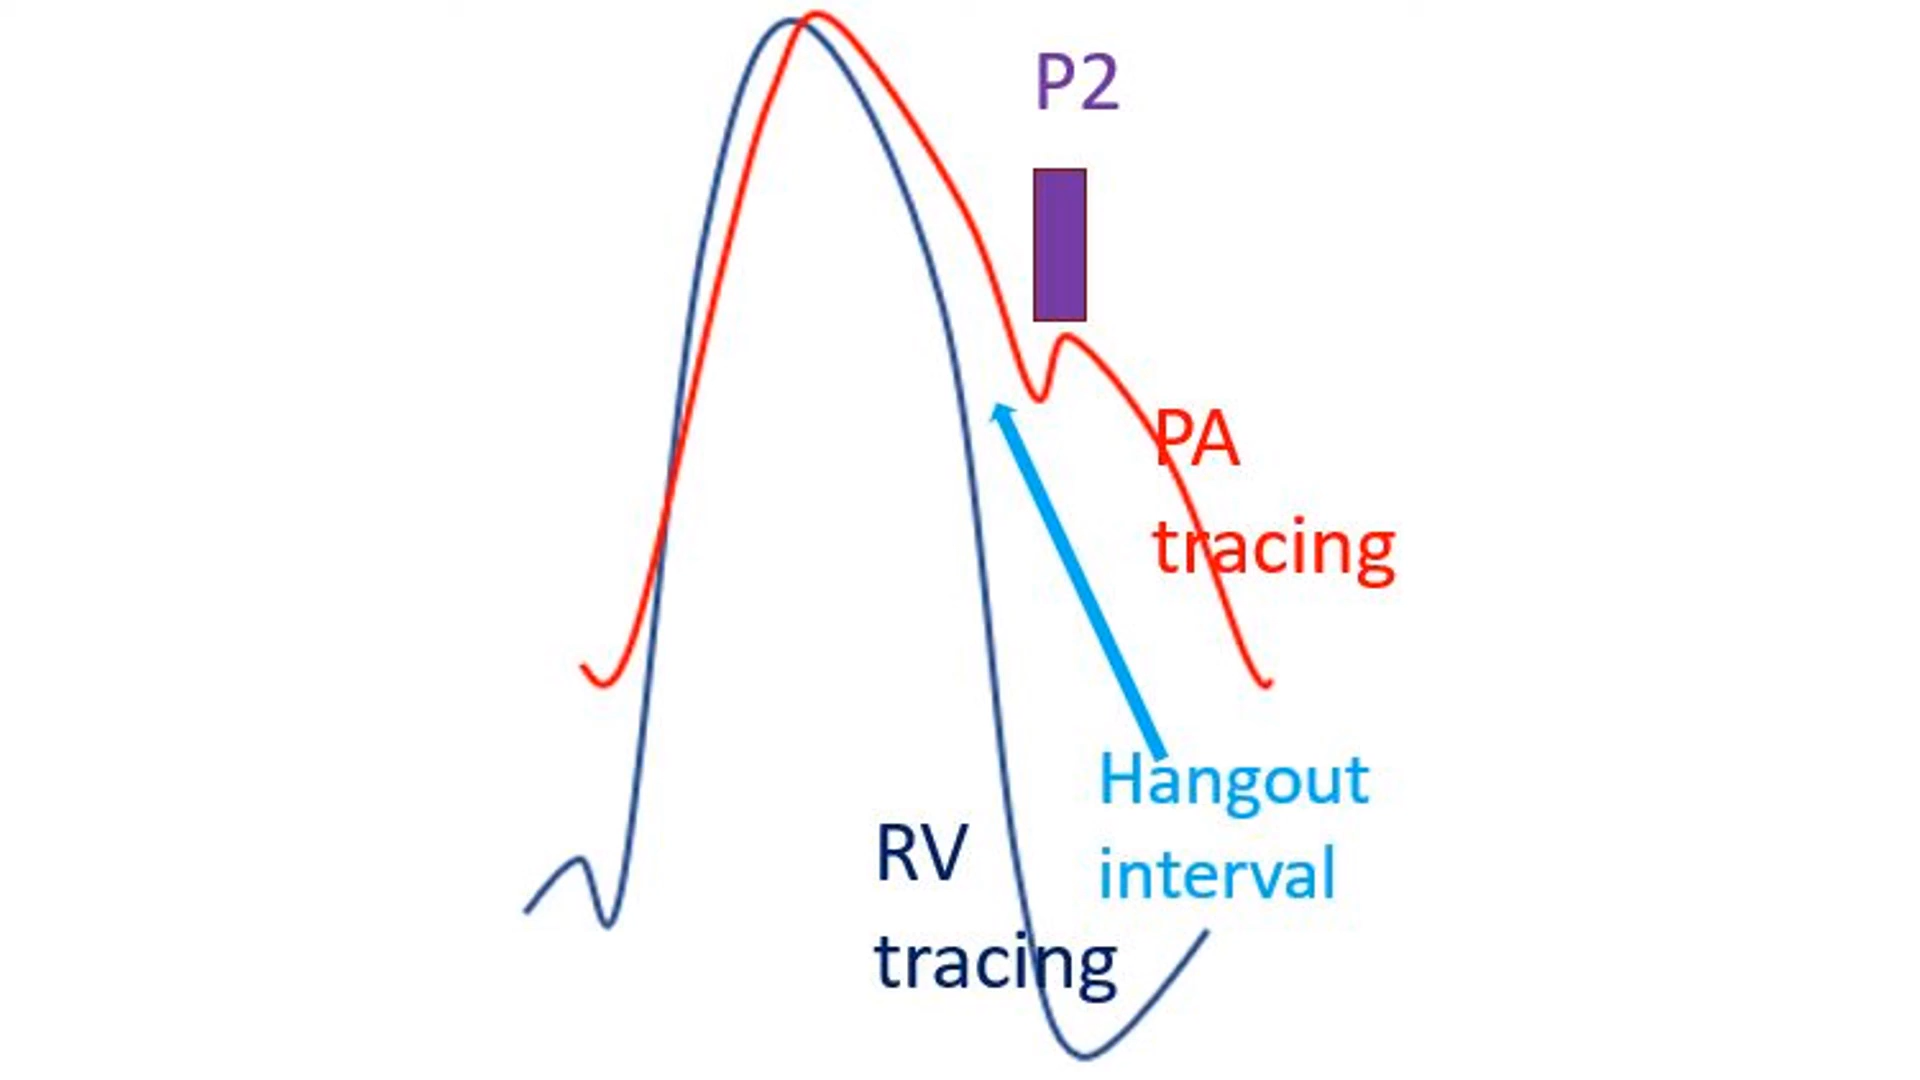 P2
PA
tracing
Hangout
interval
RV
tracing